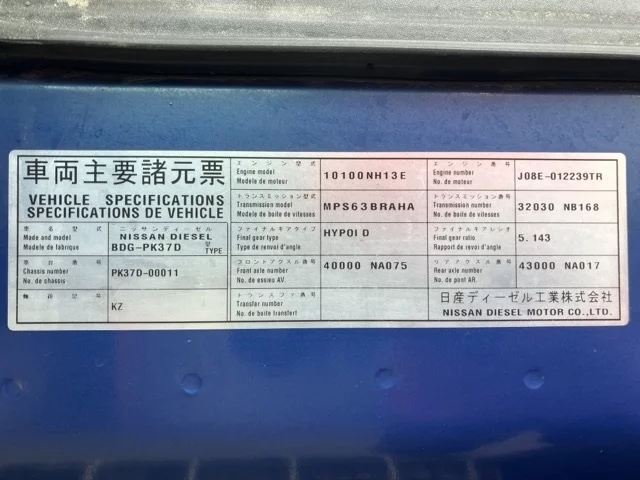 車両主要諸元票
VEHICLE SPECIFICATIONS
SPECIFICATIONS DE VEHICLE
車名
Made and model
Modele de fabrique
ニッサンディーゼル
NISSAN DIESEL
BDG-PK37D
型式
TYPE
車台番号
Chassis number
No. de chassis
PK37D-00011
軸距型
KZ
エンジン型式
Engine model
Modele de moteur
10100NH13E
エンジン番号
Engine number
No. de moteur
J08E-012239TR
トランスミッション型式
Transmission model
Modele de boite de vitesses
MPS63BRAHA
トランスミッション番号
Transmission number
No. de boite de vitesses
32030 NB168
ファイナルギアタイプ
Final gear type
Type de renvoi d'angle
HYPOID
ファイナルギアレシオ
Final gear ratio
Rapport de renvoi d'angle
5.143
フロントアクスル番号
Front axle number
No. de essieu AV.
40000 NA075
リアアクスル番号
Rear axle number
No. de pont AR.
43000 NA017
トランスファ番号
Transfer number
No. de boite transfert
日産ディーゼル工業株式会社
NISSAN DIESEL MOTOR CO.,LTD.